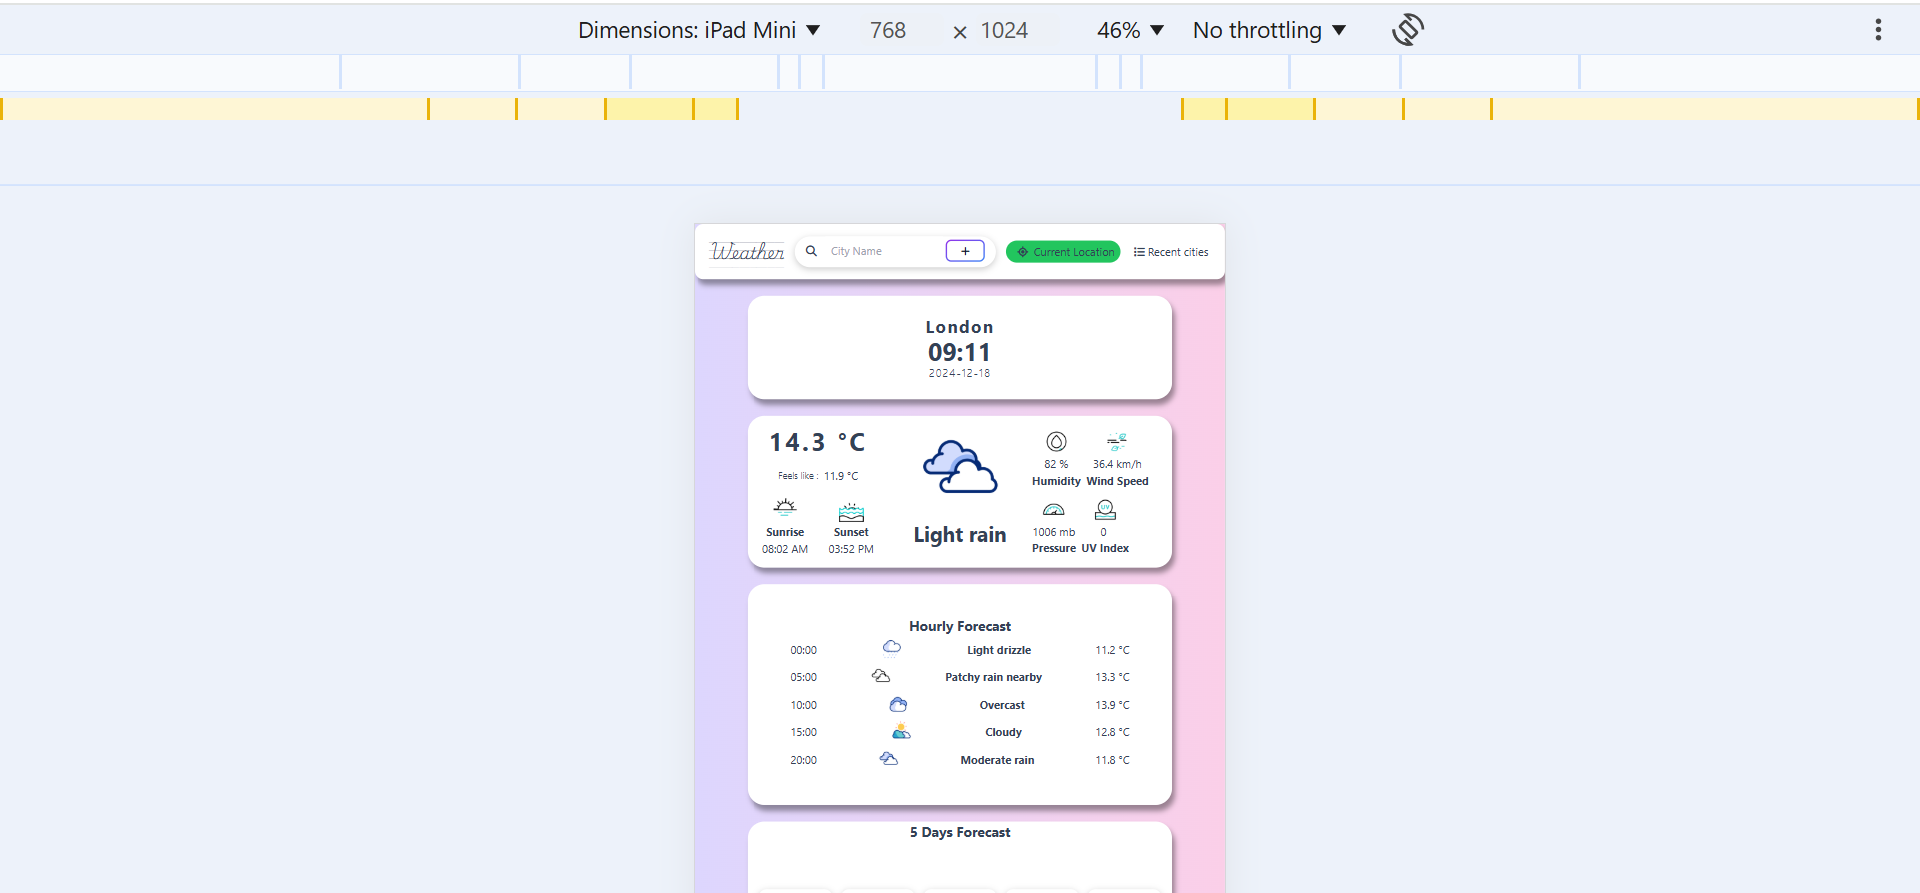 Dimensions: iPad Mini ▼ 768 × 1024 46% ▼ No throttling ▼
Weather City Name + Current Location Recent cities
London
09:11
2024-12-18
14.3 °C
Feels like : 11.9 °C
Sunrise Sunset
08:02 AM 03:52 PM
Light rain
82 % 36.4 km/h
Humidity Wind Speed
UV
1006 mb 0
Pressure UV Index
Hourly Forecast
00:00 Light drizzle 11.2 °C
05:00 Patchy rain nearby 13.3 °C
10:00 Overcast 13.9 °C
15:00 Cloudy 12.8 °C
20:00 Moderate rain 11.8 °C
5 Days Forecast